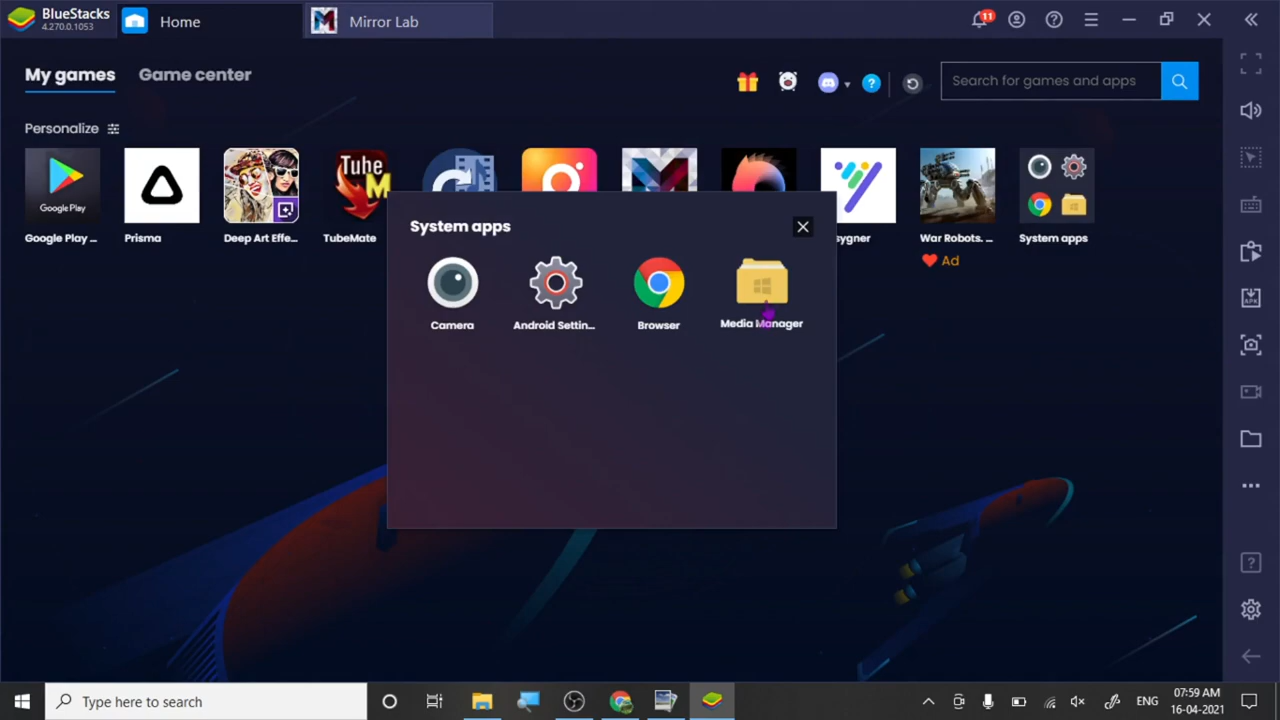 BlueStacks
4.270.0.1053
Home
Mirror Lab
11
My games
Game center
Search for games and apps
Personalize
Google Play
Tube
M
Google Play ...
Prisma
Deep Art Effe...
TubeMate
sygner
War Robots. ...
System apps
Ad
System apps
Camera
Android Settin...
Browser
Media Manager
APK
Type here to search
ENG
07:59 AM
16-04-2021